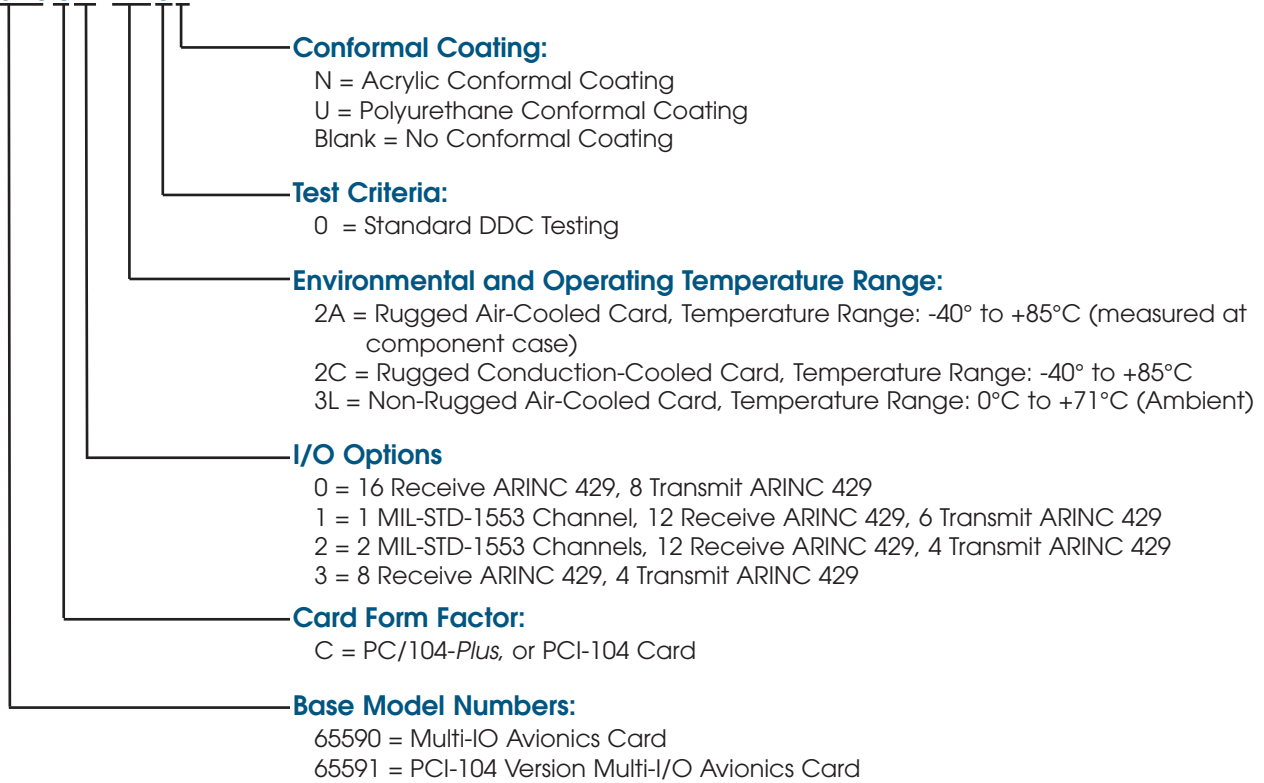 Conformal Coating:
N = Acrylic Conformal Coating
U = Polyurethane Conformal Coating
Blank = No Conformal Coating
Test Criteria:
0 = Standard DDC Testing
Environmental and Operating Temperature Range:
2A = Rugged Air-Cooled Card, Temperature Range: -40° to +85°C (measured at
component case)
2C = Rugged Conduction-Cooled Card, Temperature Range: -40° to +85°C
3L = Non-Rugged Air-Cooled Card, Temperature Range: 0°C to +71°C (Ambient)
I/O Options
0 = 16 Receive ARINC 429, 8 Transmit ARINC 429
1 = 1 MIL-STD-1553 Channel, 12 Receive ARINC 429, 6 Transmit ARINC 429
2 = 2 MIL-STD-1553 Channels, 12 Receive ARINC 429, 4 Transmit ARINC 429
3 = 8 Receive ARINC 429, 4 Transmit ARINC 429
Card Form Factor:
C = PC/104-Plus, or PCI-104 Card
Base Model Numbers:
65590 = Multi-IO Avionics Card
65591 = PCI-104 Version Multi-I/O Avionics Card